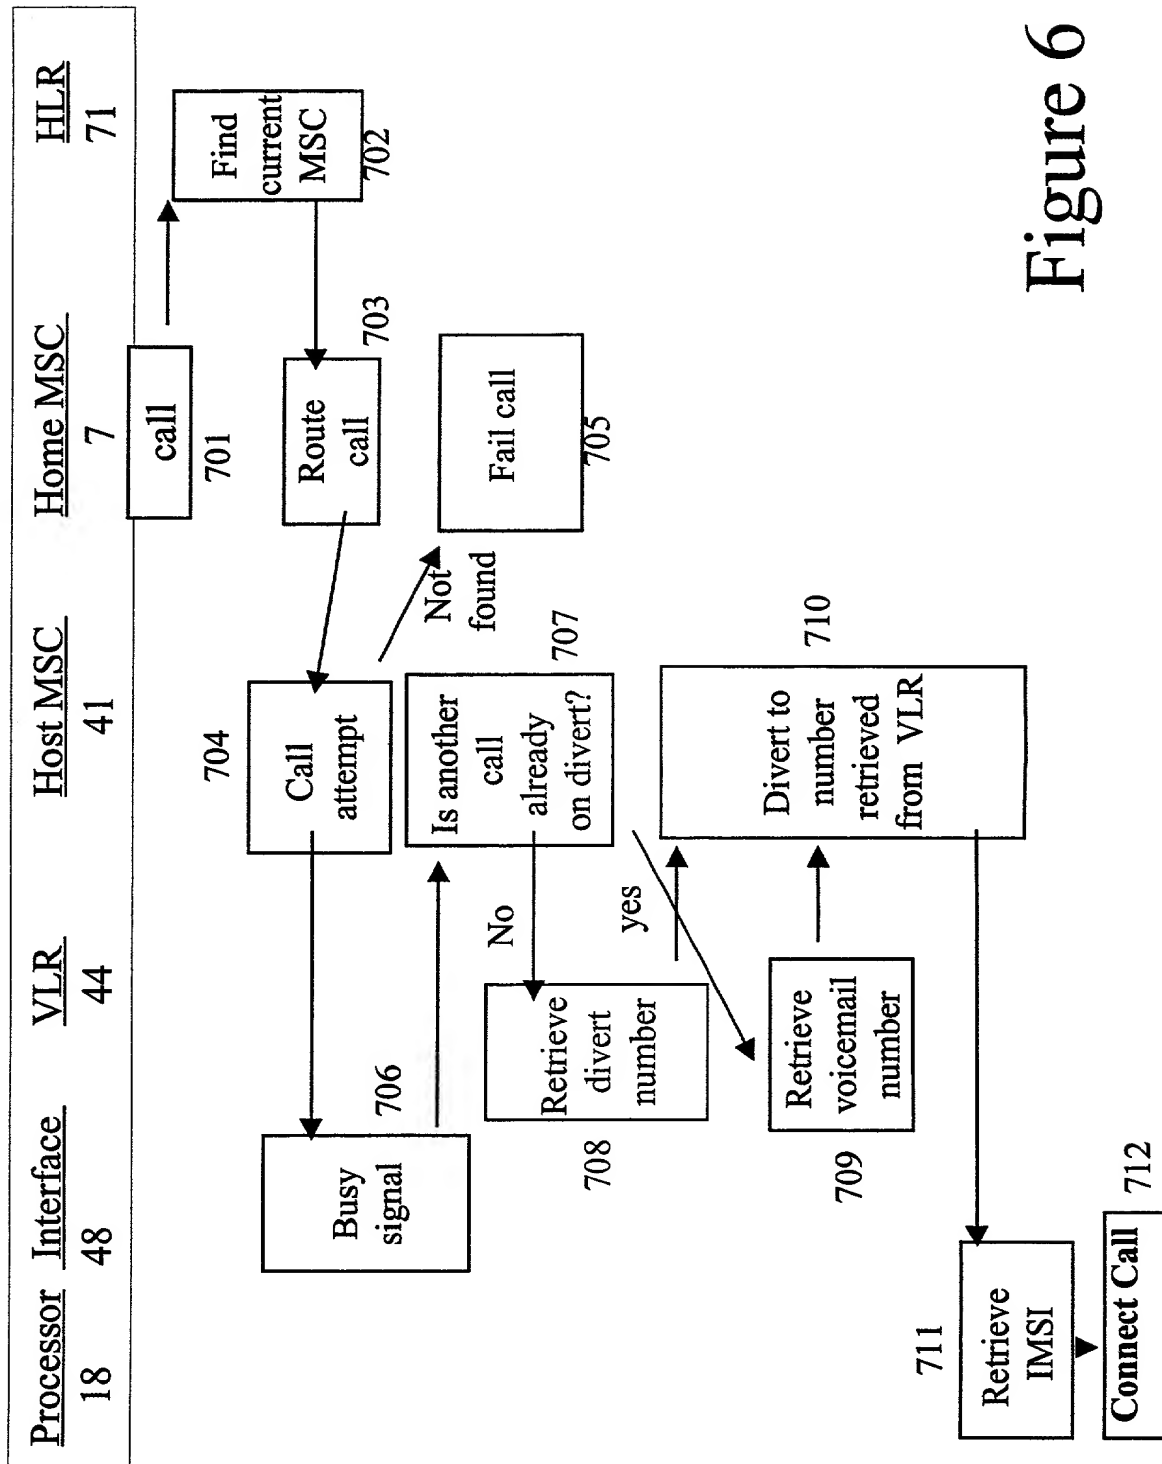 Processor Interface VLR Host MSC Home MSC HLR
18 48 44 41 7 71
call
701
Find
current
MSC
702
Route
call
703
704
Call
attempt
Not
found
Fail call
705
Busy
signal
706
Is another
call
already
on divert?
707
No
yes
Retrieve
divert
number
708
Retrieve
voicemail
number
709
Divert to
number
retrieved
from VLR
710
711
Retrieve
IMSI
Connect Call
712
Figure 6